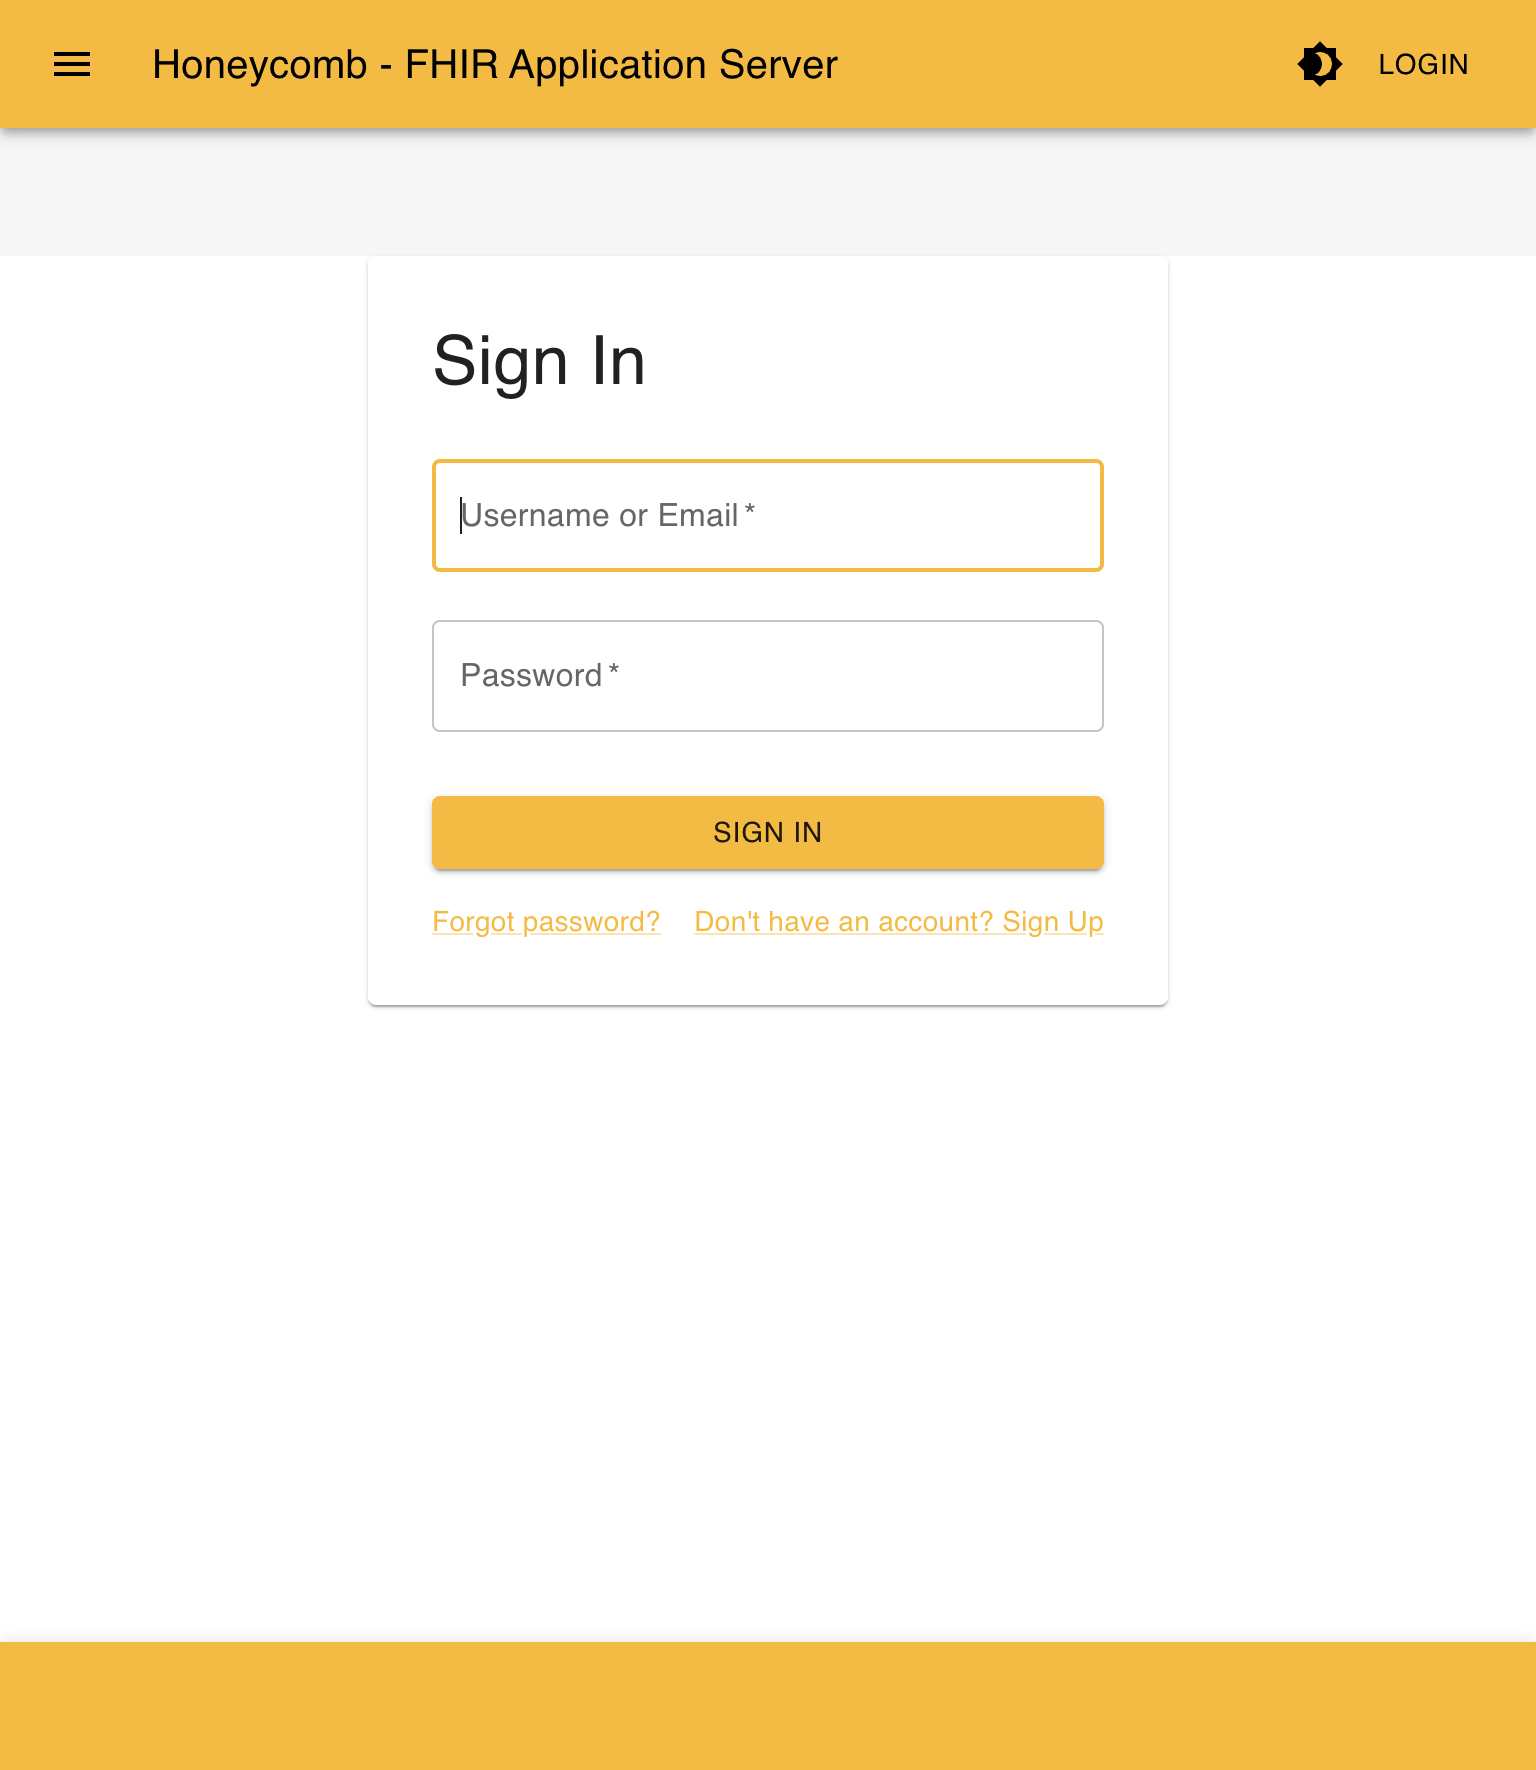 Honeycomb - FHIR Application Server
LOGIN
Sign In
Username or Email *
Password *
SIGN IN
Forgot password?
Don't have an account? Sign Up